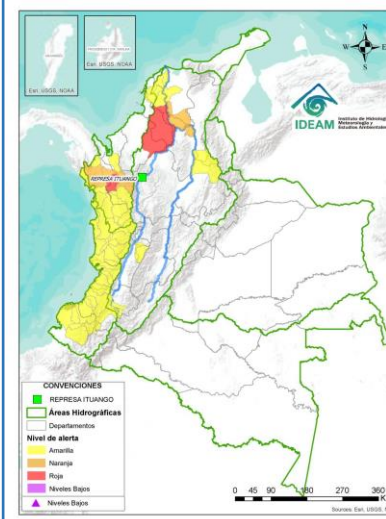 Esri, USGS, NOAA
Esri, USGS, NOAA
N
W
E
S
IDEAM
Instituto de Hidrología,
Meteorología y
Estudios Ambientales
REPRESA ITUANGO
CONVENCIONES
REPRESA ITUANGO
Áreas Hidrográficas
Departamentos
Nivel de alerta
Amarilla
Naranja
Roja
Niveles Bajos
Niveles Bajos
0 45 90 180 270 360
K
Sources: Esri, USGS,